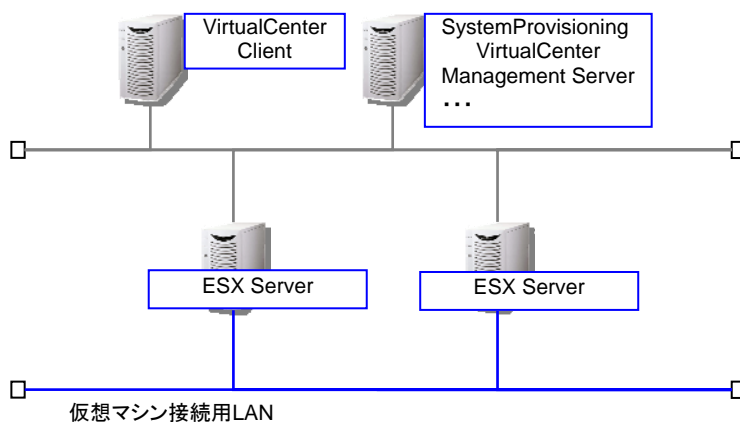 VirtualCenter
Client
SystemProvisioning
VirtualCenter
Management Server
・・・
ESX Server
ESX Server
仮想マシン接続用LAN